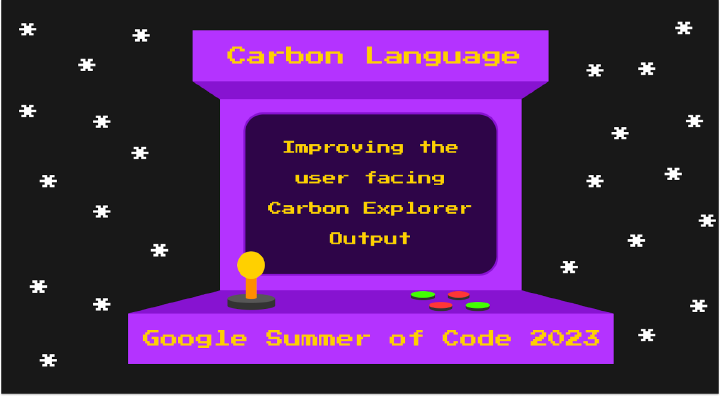 Carbon Language
Improving the
user facing
Carbon Explorer
Output
Google Summer of Code 2023